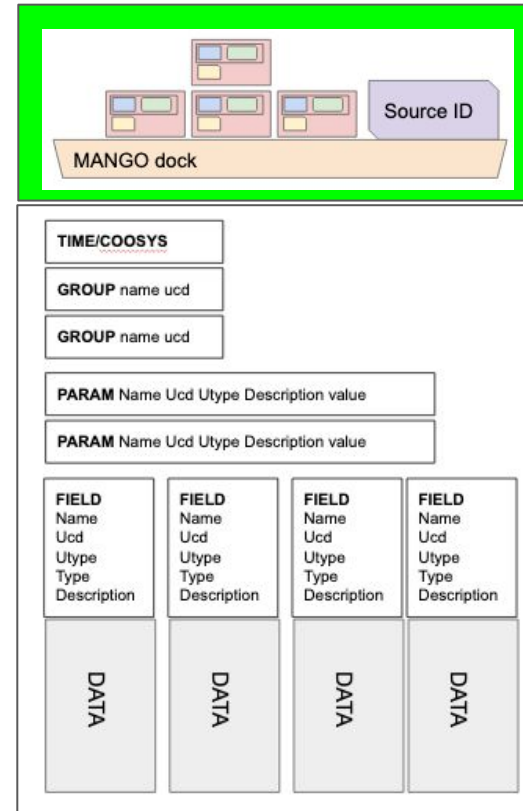 Source ID
MANGO dock
TIME/COOSYS
GROUP name ucd
GROUP name ucd
PARAM Name Ucd Utype Description value
PARAM Name Ucd Utype Description value
FIELD
Name
Ucd
Utype
Type
Description
FIELD
Name
Ucd
Utype
Type
Description
FIELD
Name
Ucd
Utype
Type
Description
FIELD
Name
Ucd
Utype
Type
Description
DATA
DATA
DATA
DATA